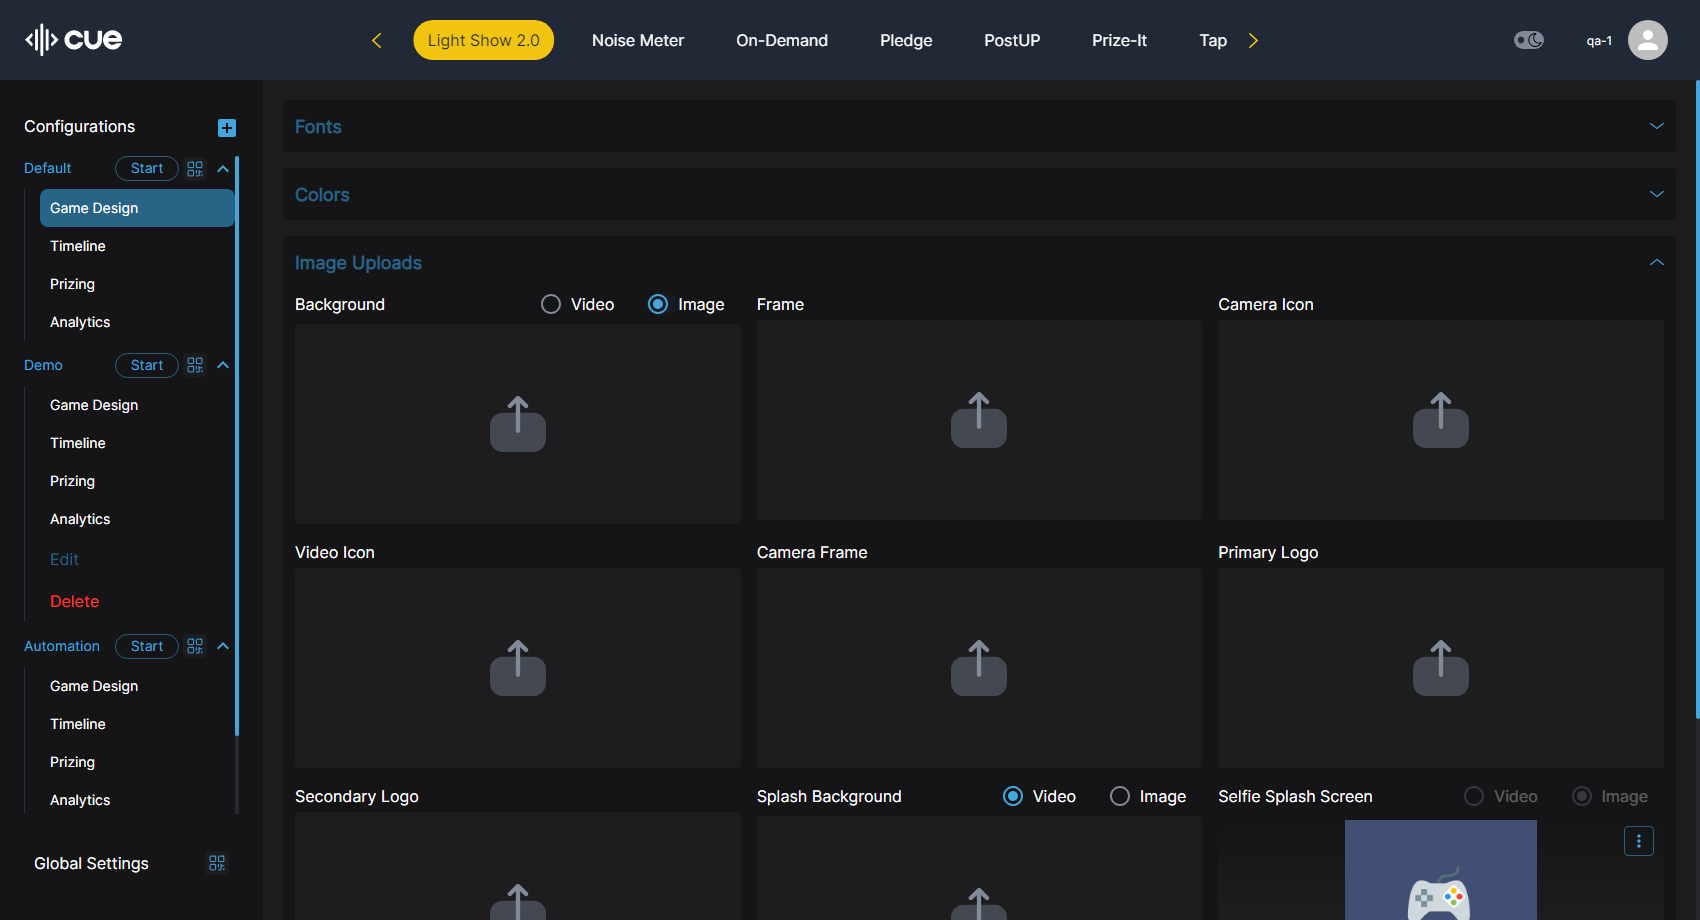 cue
Light Show 2.0
Noise Meter
On-Demand
Pledge
PostUP
Prize-It
Tap
qa-1
Configurations
Default
Start
Game Design
Timeline
Prizing
Analytics
Demo
Start
Game Design
Timeline
Prizing
Analytics
Edit
Delete
Automation
Start
Game Design
Timeline
Prizing
Analytics
Global Settings
Fonts
Colors
Image Uploads
Background
Video
Image
Frame
Camera Icon
Video Icon
Camera Frame
Primary Logo
Secondary Logo
Splash Background
Video
Image
Selfie Splash Screen
Video
Image